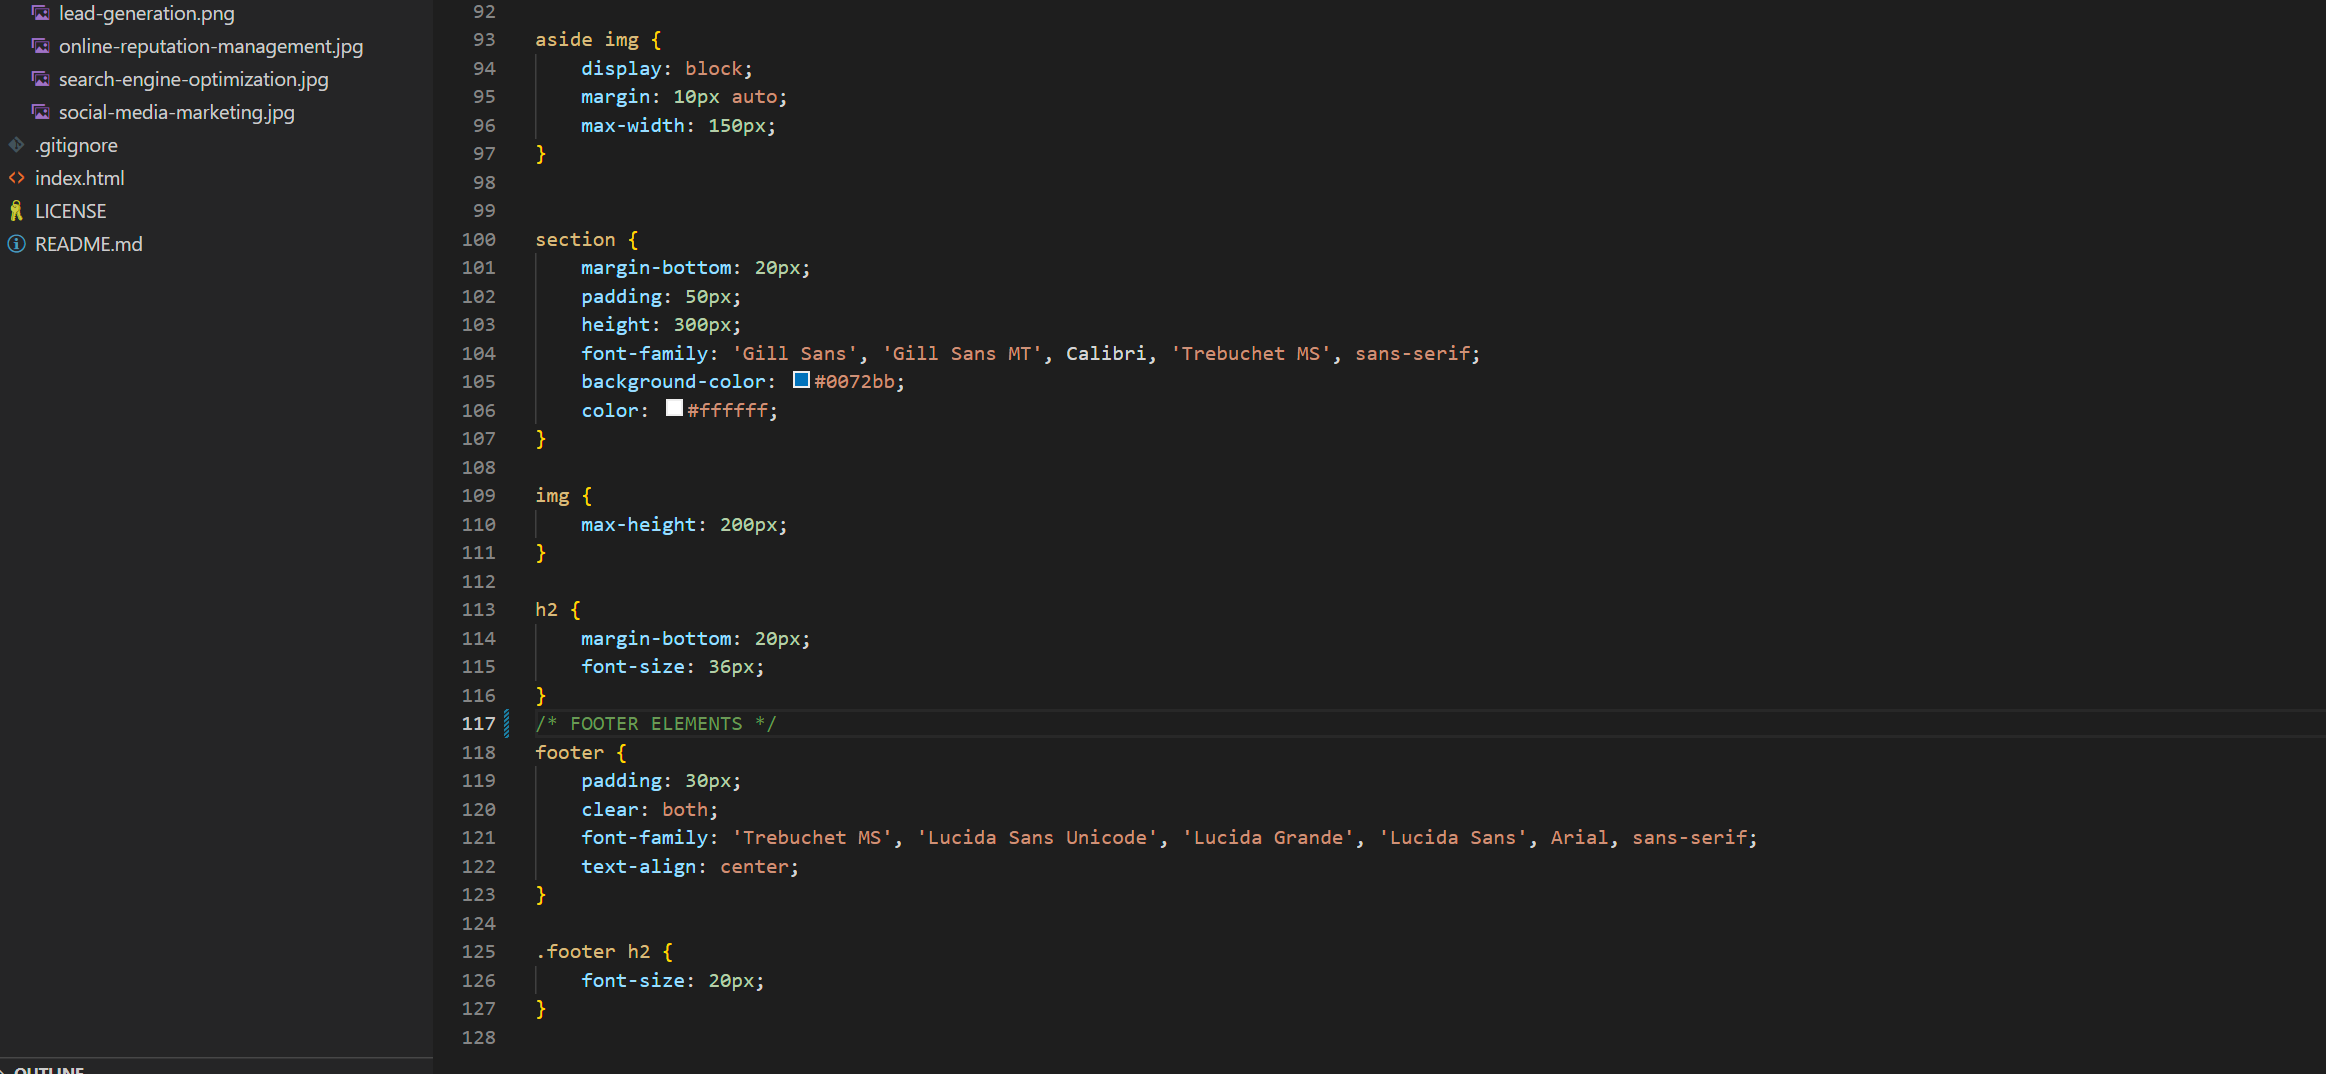 lead-generation.png
online-reputation-management.jpg
search-engine-optimization.jpg
social-media-marketing.jpg
.gitignore
index.html
LICENSE
README.md
OUTLINE
92
93 aside img {
94     display: block;
95     margin: 10px auto;
96     max-width: 150px;
97 }
98
99
100 section {
101     margin-bottom: 20px;
102     padding: 50px;
103     height: 300px;
104     font-family: 'Gill Sans', 'Gill Sans MT', Calibri, 'Trebuchet MS', sans-serif;
105     background-color: #0072bb;
106     color: #ffffff;
107 }
108
109 img {
110     max-height: 200px;
111 }
112
113 h2 {
114     margin-bottom: 20px;
115     font-size: 36px;
116 }
117 /* FOOTER ELEMENTS */
118 footer {
119     padding: 30px;
120     clear: both;
121     font-family: 'Trebuchet MS', 'Lucida Sans Unicode', 'Lucida Grande', 'Lucida Sans', Arial, sans-serif;
122     text-align: center;
123 }
124
125 .footer h2 {
126     font-size: 20px;
127 }
128